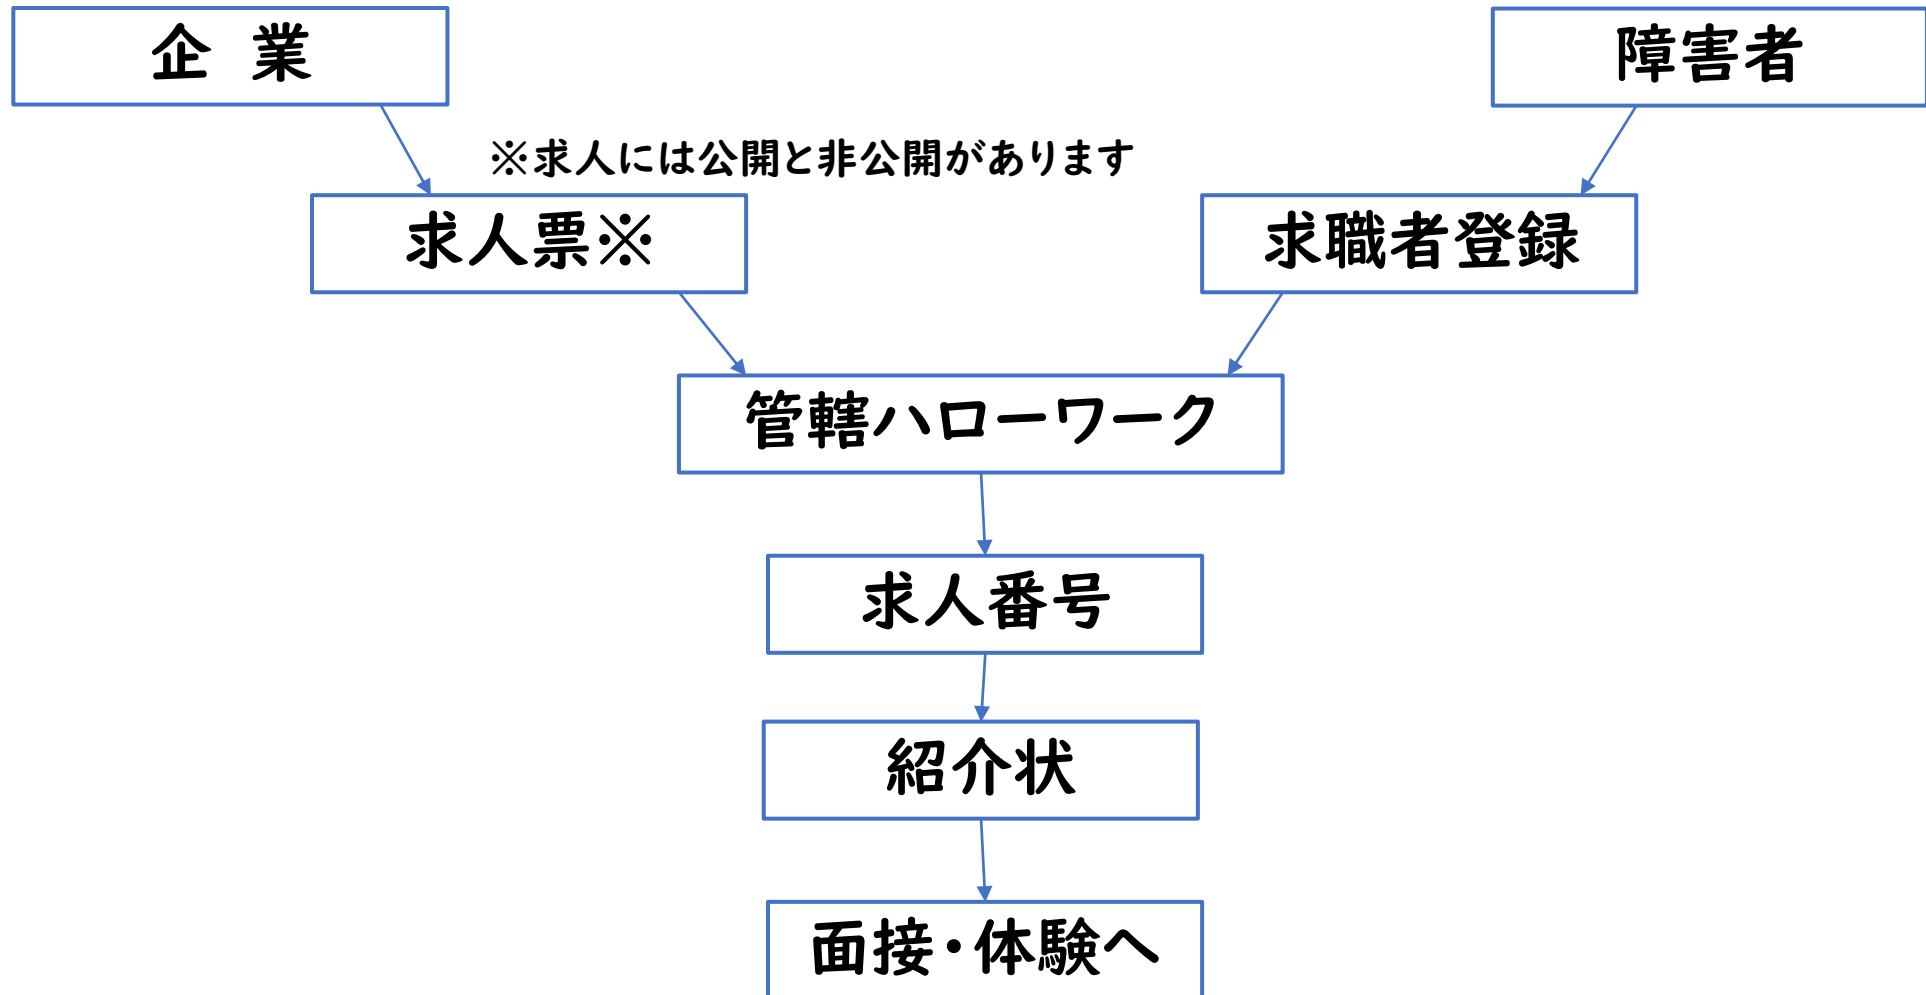 企 業
障害者
※求人には公開と非公開があります
求人票※
求職者登録
管轄ハローワーク
求人番号
紹介状
面接・体験へ